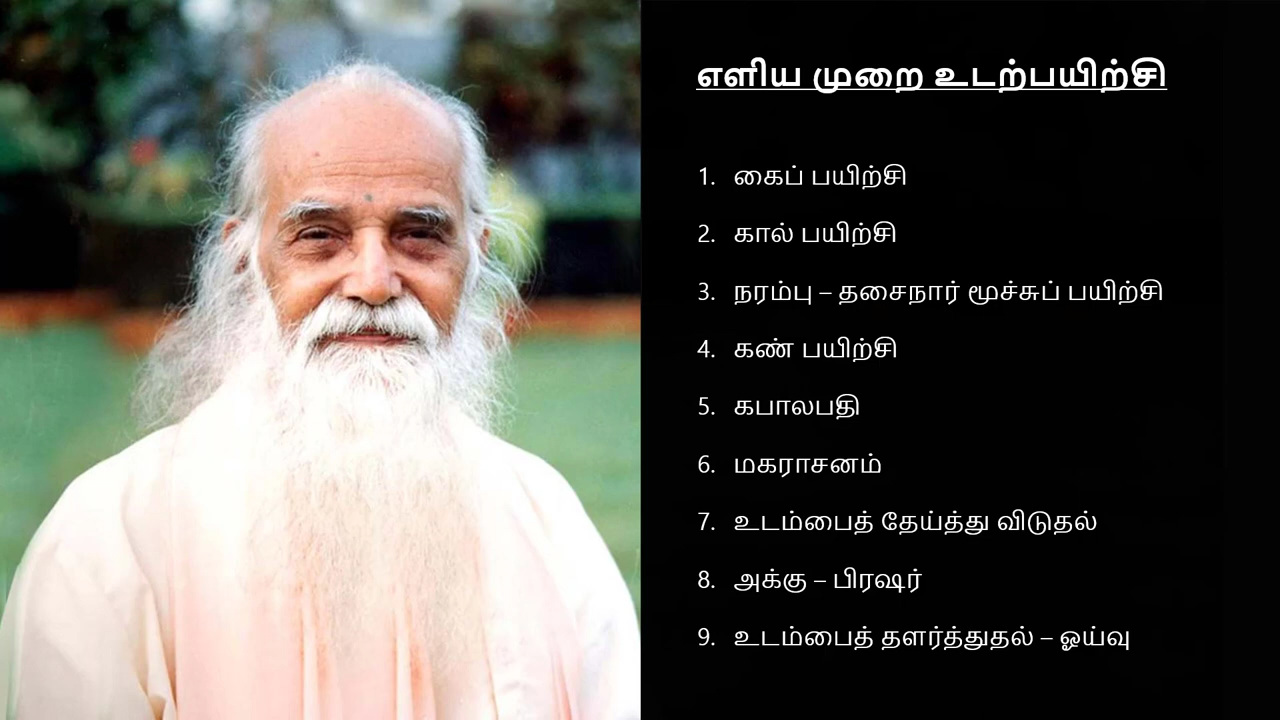 எளிய முறை உடற்பயிற்சி
1. கைப் பயிற்சி
2. கால் பயிற்சி
3. நரம்பு – தசைநார் மூச்சுப் பயிற்சி
4. கண் பயிற்சி
5. கபாலபதி
6. மகராசனம்
7. உடம்பைத் தேய்த்து விடுதல்
8. அக்கு – பிரஷர்
9. உடம்பைத் தளர்த்துதல் – ஓய்வு